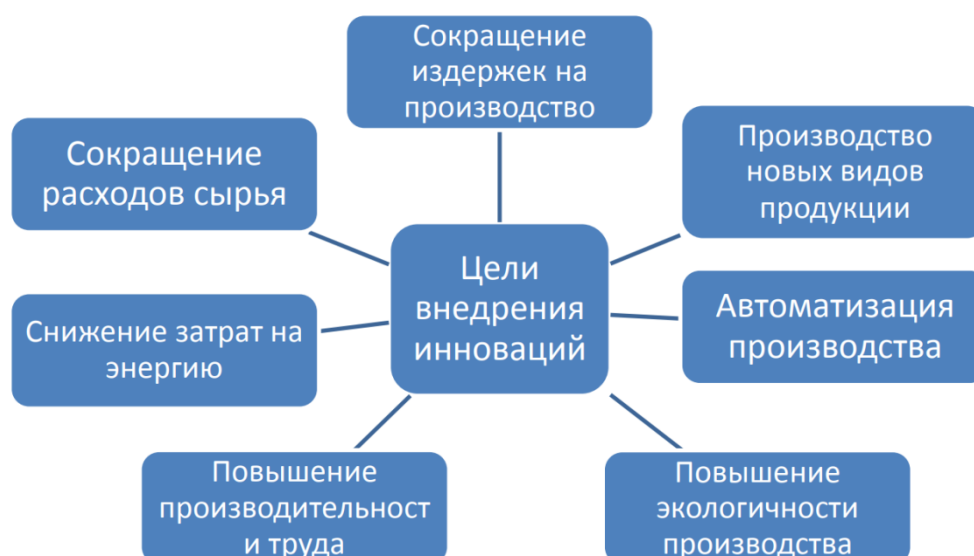 Сокращение
издержек на
производство
Сокращение
расходов сырья
Производство
новых видов
продукции
Цели
внедрения
инноваций
Снижение затрат на
энергию
Автоматизация
производства
Повышение
производительност
и труда
Повышение
экологичности
производства